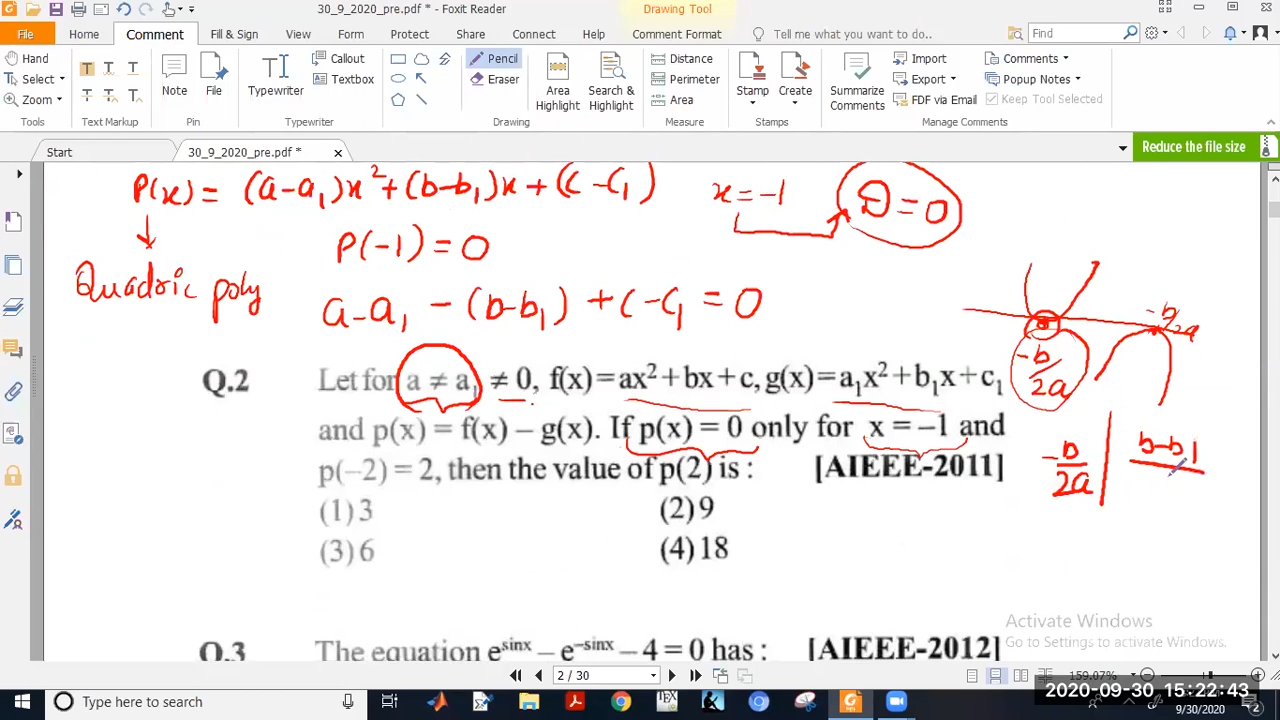 30_9_2020_pre.pdf * - Foxit Reader
Drawing Tool
File Home Comment Fill & Sign View Form Protect Share Connect Help Comment Format Tell me what you want to do.. Find
Hand
Select
Zoom
Tools
Text Markup
Note
File
Pin
Typewriter
Callout
Textbox
Typewriter
Pencil
Eraser
Drawing
Area Highlight
Search & Highlight
Distance
Perimeter
Area
Measure
Stamp
Create
Stamps
Summarize Comments
Import
Export
FDF via Email
Comments
Popup Notes
Keep Tool Selected
Manage Comments
Start
30_9_2020_pre.pdf *
Reduce the file size
P(x) = (a-a₁)x² + (b-b₁)x + (c-c₁)
x = -1
D = 0
P(-1) = 0
Quadric poly
a-a₁ - (b-b₁) + c-c₁ = 0
-b/2a
-b/2a
Q.2 Let for a ≠ a₁ ≠ 0, f(x)=ax²+bx+c, g(x)=a₁x²+b₁x+c₁
and p(x) = f(x) – g(x). If p(x) = 0 only for x = –1 and
p(–2) = 2, then the value of p(2) is : [AIEEE-2011]
(1) 3 (2) 9
(3) 6 (4) 18
-b/2a
b-b1
Q.3 The equation e^sinx – e^–sinx – 4 = 0 has : [AIEEE-2012]
Activate Windows
Go to Settings to activate Windows.
2 / 30
159.07%
Type here to search
2020-09-30 15:22:43
9/30/2020